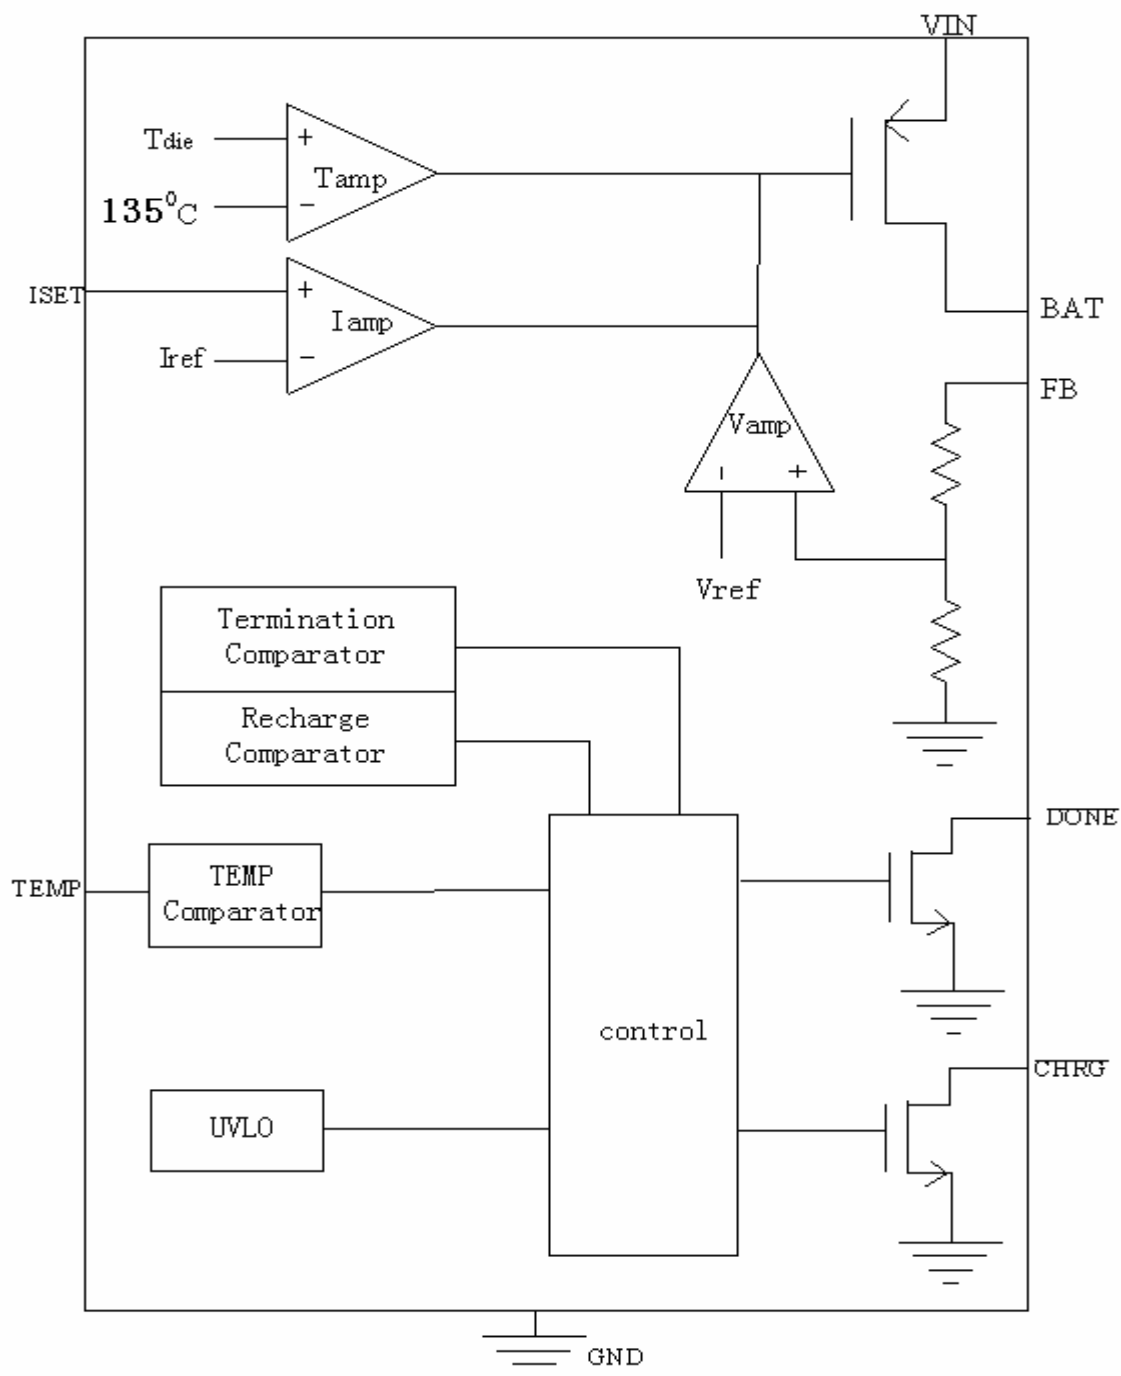 VIN
Tdie
+
Tamp
135⁰C
−
ISET
+
Iamp
BAT
Iref
−
FB
Vamp
− +
Vref
Termination
Comparator
Recharge
Comparator
DONE
TEMP
TEMP
Comparator
control
CHRG
UVLO
GND